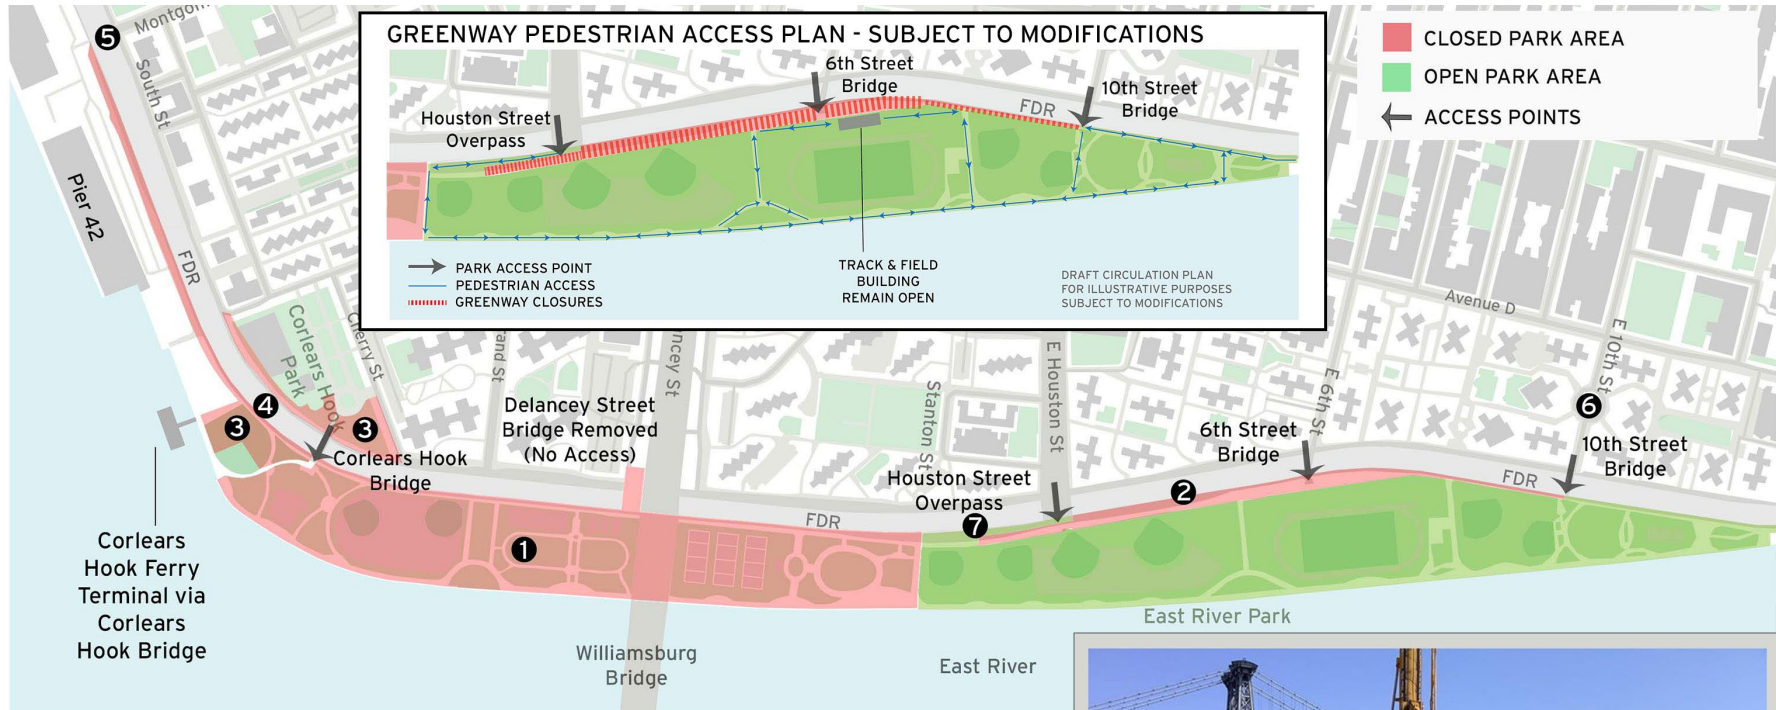 GREENWAY PEDESTRIAN ACCESS PLAN - SUBJECT TO MODIFICATIONS
6th Street
Bridge
10th Street
Bridge
Houston Street
Overpass
FDR
PARK ACCESS POINT
PEDESTRIAN ACCESS
GREENWAY CLOSURES
TRACK & FIELD
BUILDING
REMAIN OPEN
DRAFT CIRCULATION PLAN
FOR ILLUSTRATIVE PURPOSES
SUBJECT TO MODIFICATIONS
CLOSED PARK AREA
OPEN PARK AREA
ACCESS POINTS
5
South St
Pier 42
FDR
Corlears Hook
Park
4
3
3
Corlears Hook
Bridge
Delancey Street
Bridge Removed
(No Access)
Stanton St
E Houston St
E 6th St
Avenue D
E 10th St
6
6th Street
Bridge
10th Street
Bridge
Houston Street
Overpass
7
2
FDR
FDR
1
Corlears
Hook Ferry
Terminal via
Corlears
Hook Bridge
East River Park
Williamsburg
Bridge
East River